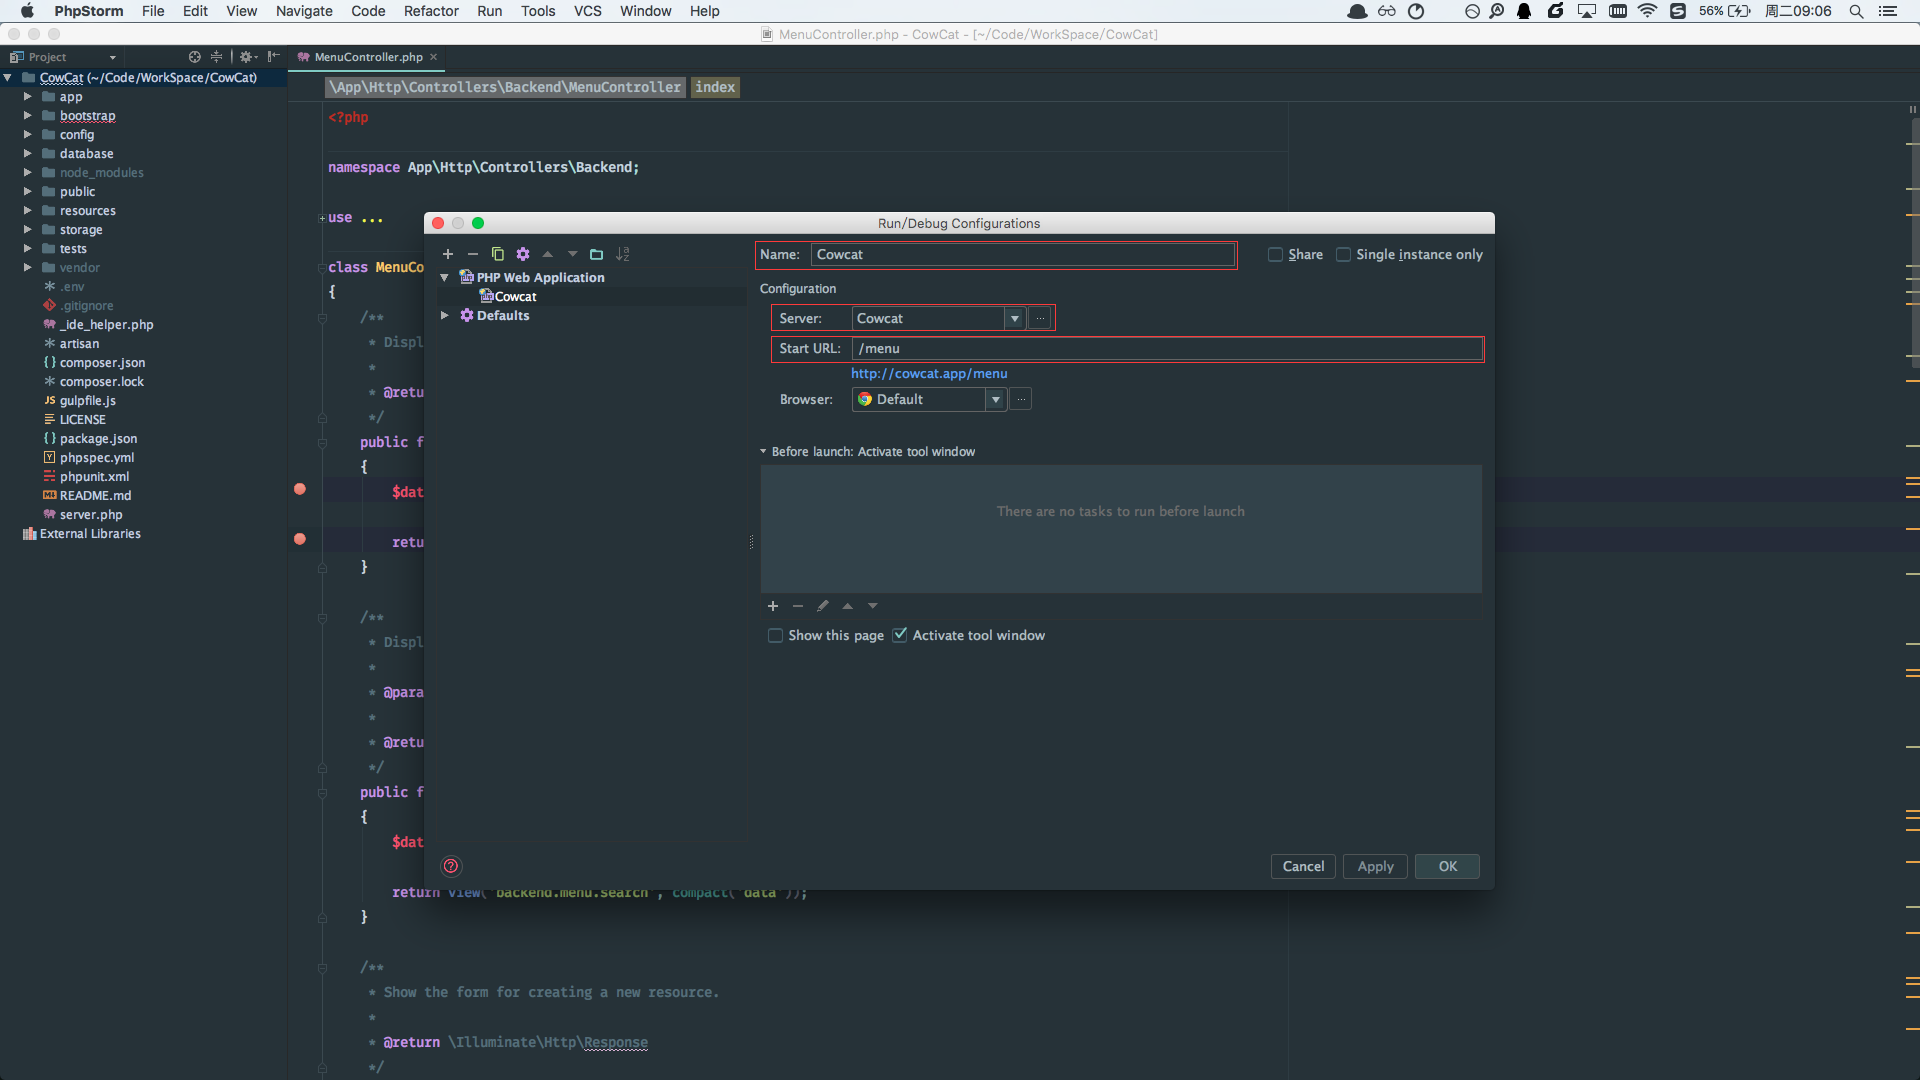 PhpStorm File Edit View Navigate Code Refactor Run Tools VCS Window Help 56% 周二09:06
MenuController.php - CowCat - [~/Code/WorkSpace/CowCat]
Project
MenuController.php
CowCat (~/Code/WorkSpace/CowCat)
app
bootstrap
config
database
node_modules
public
resources
storage
tests
vendor
.env
.gitignore
_ide_helper.php
artisan
composer.json
composer.lock
gulpfile.js
LICENSE
package.json
phpspec.yml
phpunit.xml
README.md
server.php
External Libraries
\App\Http\Controllers\Backend\MenuController index
<?php
namespace App\Http\Controllers\Backend;
use ...
class MenuCo
{
/**
* Displ
*
* @retu
*/
public f
{
$dat
retu
}
/**
* Displ
*
* @para
*
* @retu
*/
public f
{
$dat
return view('backend.menu.search', compact('data'));
}
/**
* Show the form for creating a new resource.
*
* @return \Illuminate\Http\Response
*/
Run/Debug Configurations
PHP Web Application
Cowcat
Defaults
Name: Cowcat
Share Single instance only
Configuration
Server: Cowcat ...
Start URL: /menu
http://cowcat.app/menu
Browser: Default ...
Before launch: Activate tool window
There are no tasks to run before launch
Show this page Activate tool window
? Cancel Apply OK